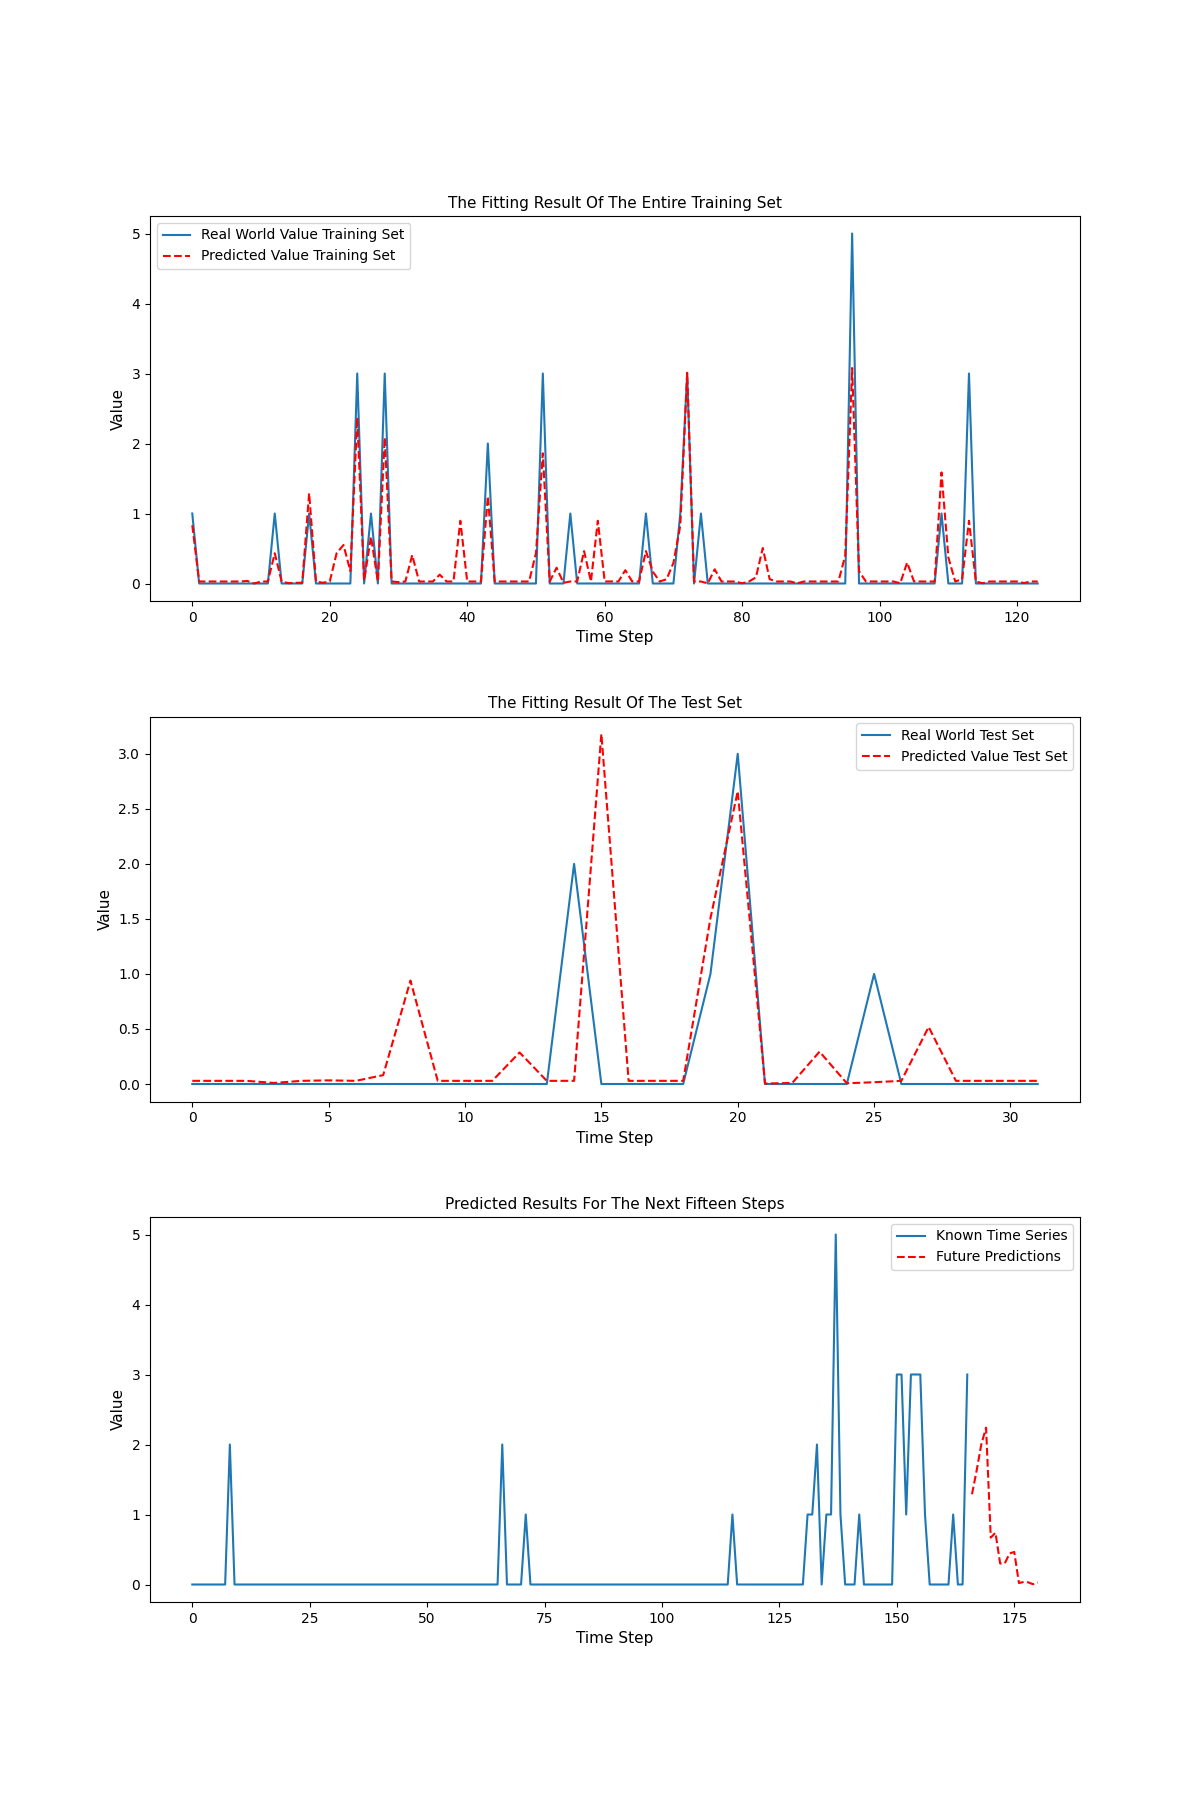 The Fitting Result Of The Entire Training Set
Real World Value Training Set
Predicted Value Training Set
5
4
3
2
1
0
Value
0 20 40 60 80 100 120
Time Step
The Fitting Result Of The Test Set
Real World Test Set
Predicted Value Test Set
3.0
2.5
2.0
1.5
1.0
0.5
0.0
Value
0 5 10 15 20 25 30
Time Step
Predicted Results For The Next Fifteen Steps
Known Time Series
Future Predictions
5
4
3
2
1
0
Value
0 25 50 75 100 125 150 175
Time Step